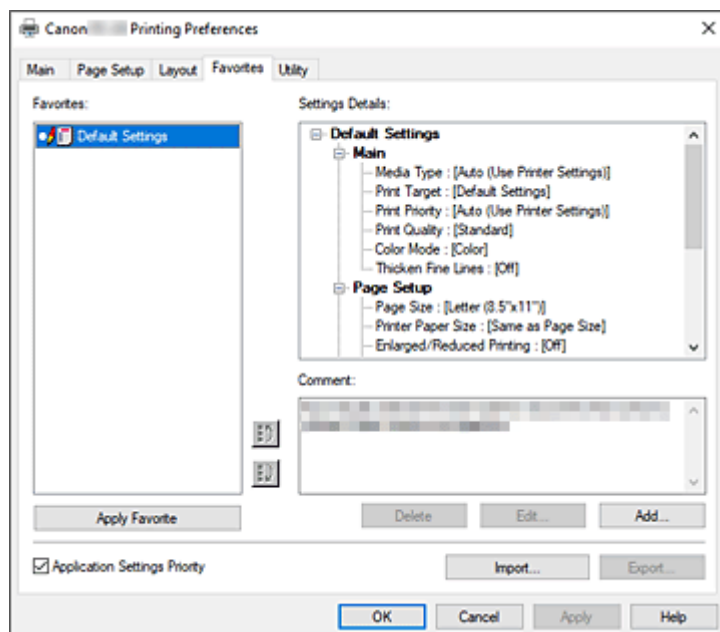 Canon Printing Preferences
Main Page Setup Layout Favorites Utility
Favorites:
Default Settings
Apply Favorite
Application Settings Priority
Settings Details:
Default Settings
Main
Media Type : [Auto (Use Printer Settings)]
Print Target : [Default Settings]
Print Priority : [Auto (Use Printer Settings)]
Print Quality : [Standard]
Color Mode : [Color]
Thicken Fine Lines : [Off]
Page Setup
Page Size : [Letter (8.5"x11")]
Printer Paper Size : [Same as Page Size]
Enlarged/Reduced Printing : [Off]
Comment:
Delete Edit... Add...
Import... Export...
OK Cancel Apply Help